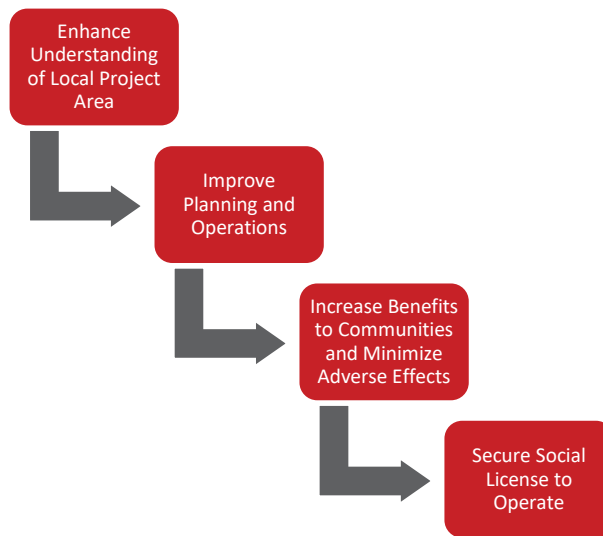 Enhance
Understanding
of Local Project
Area
Improve
Planning and
Operations
Increase Benefits
to Communities
and Minimize
Adverse Effects
Secure Social
License to
Operate